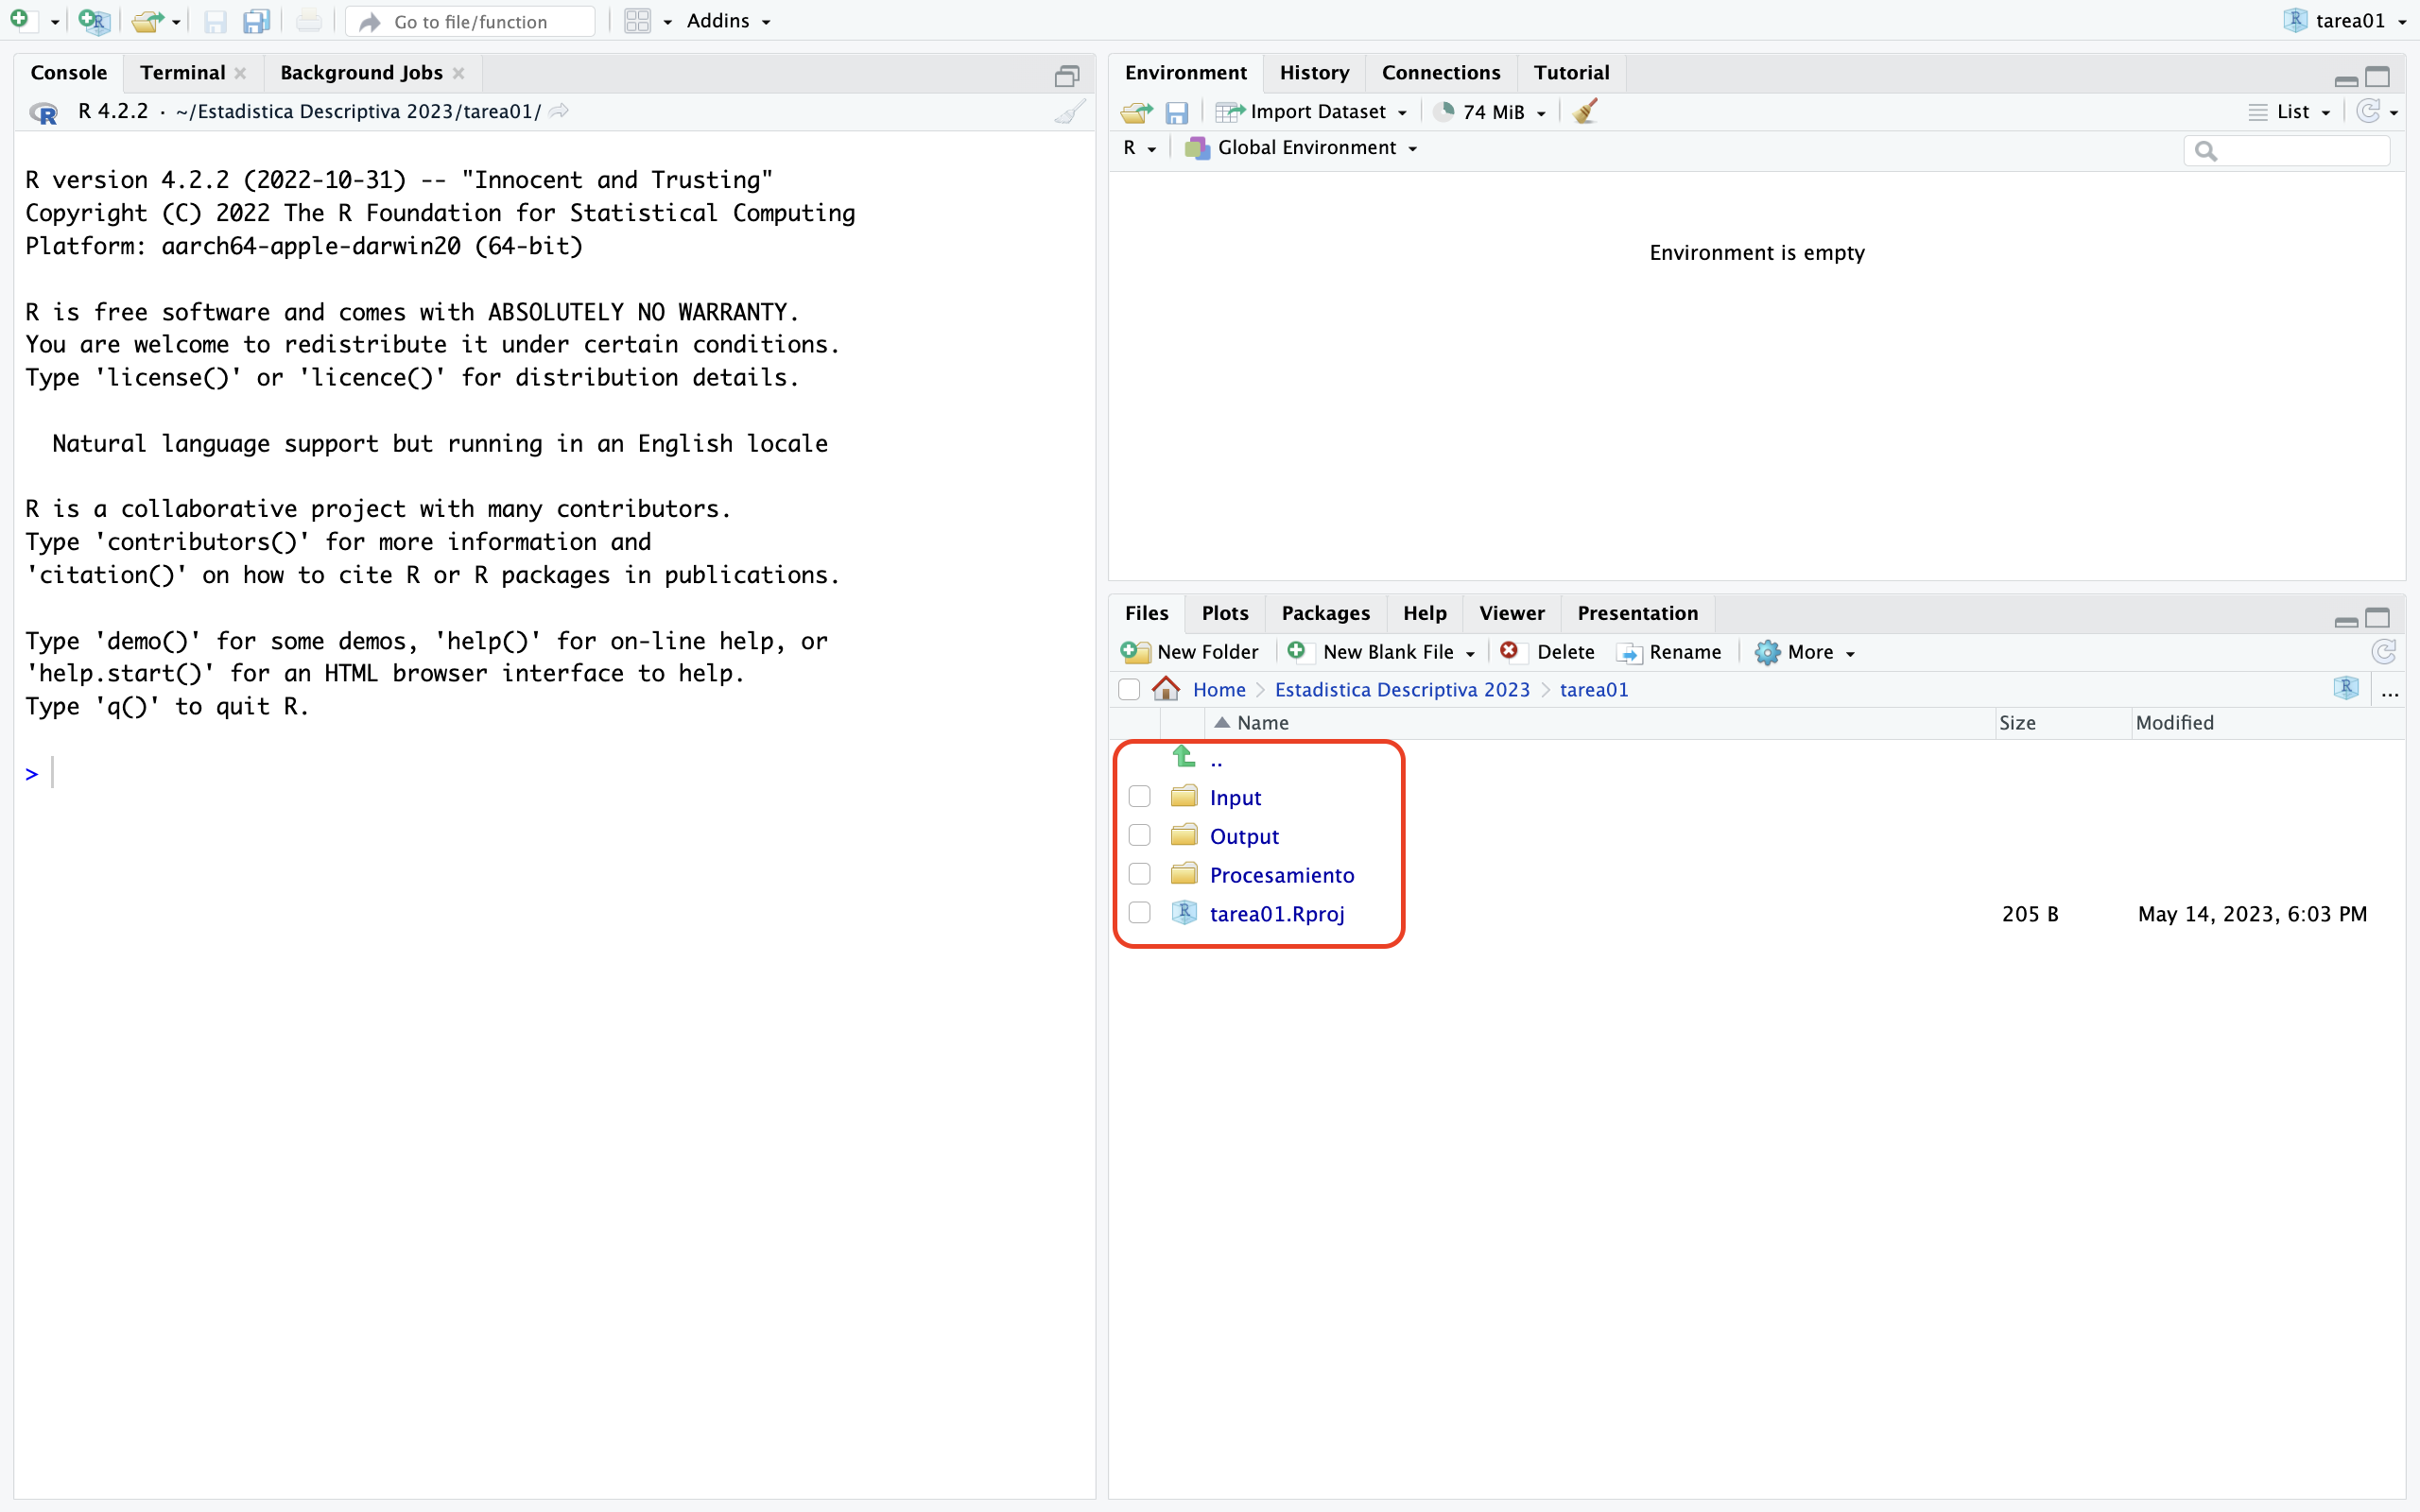 Go to file/function
Addins
tarea01
Console Terminal Background Jobs
R 4.2.2 · ~/Estadistica Descriptiva 2023/tarea01/
R version 4.2.2 (2022-10-31) -- "Innocent and Trusting"
Copyright (C) 2022 The R Foundation for Statistical Computing
Platform: aarch64-apple-darwin20 (64-bit)
R is free software and comes with ABSOLUTELY NO WARRANTY.
You are welcome to redistribute it under certain conditions.
Type 'license()' or 'licence()' for distribution details.
Natural language support but running in an English locale
R is a collaborative project with many contributors.
Type 'contributors()' for more information and
'citation()' on how to cite R or R packages in publications.
Type 'demo()' for some demos, 'help()' for on-line help, or
'help.start()' for an HTML browser interface to help.
Type 'q()' to quit R.
>
Environment History Connections Tutorial
Import Dataset 74 MiB List
R Global Environment
Environment is empty
Files Plots Packages Help Viewer Presentation
New Folder New Blank File Delete Rename More
Home Estadistica Descriptiva 2023 tarea01 ...
Name Size Modified
..
Input
Output
Procesamiento
tarea01.Rproj 205 B May 14, 2023, 6:03 PM